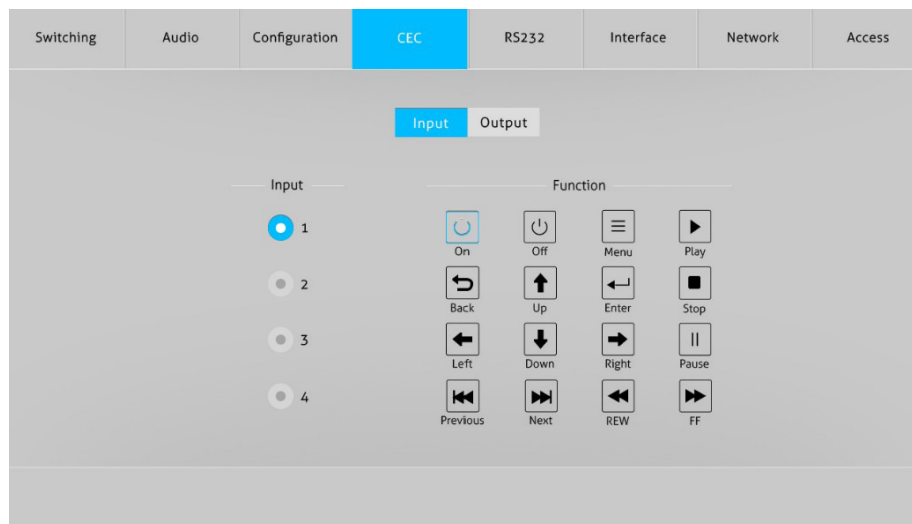 Switching Audio Configuration CEC RS232 Interface Network Access
Input Output
Input Function
1
On Off Menu Play
2
Back Up Enter Stop
3
Left Down Right Pause
4
Previous Next REW FF